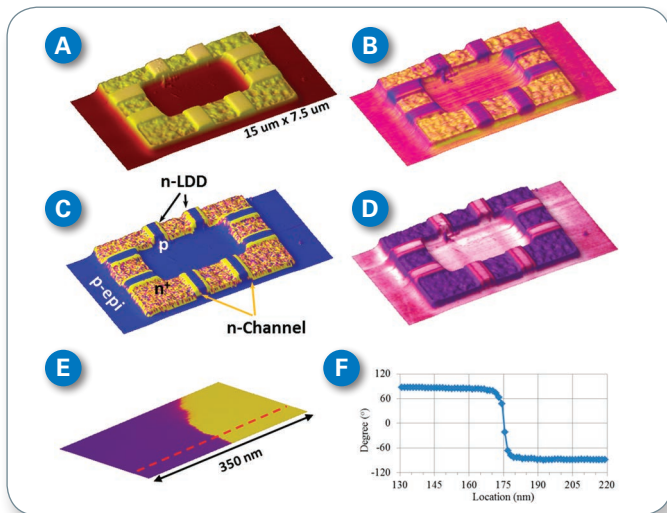 A
B
15 um x 7.5 um
n-LDD
C
D
p
p-epi
n⁺
n-Channel
E
F
350 nm
120
60
0
-60
-120
Degree (°)
130 145 160 175 190 205 220
Location (nm)